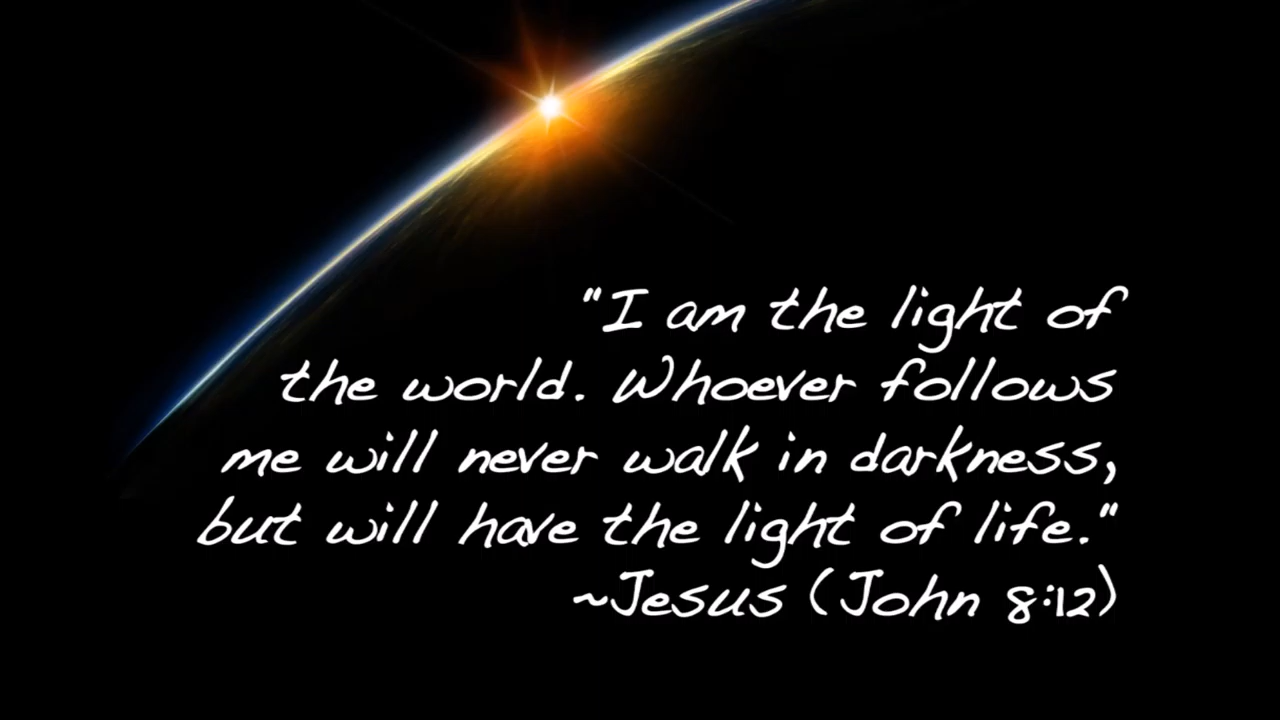 "I am the light of
the world. Whoever follows
me will never walk in darkness,
but will have the light of life."
~Jesus (John 8:12)